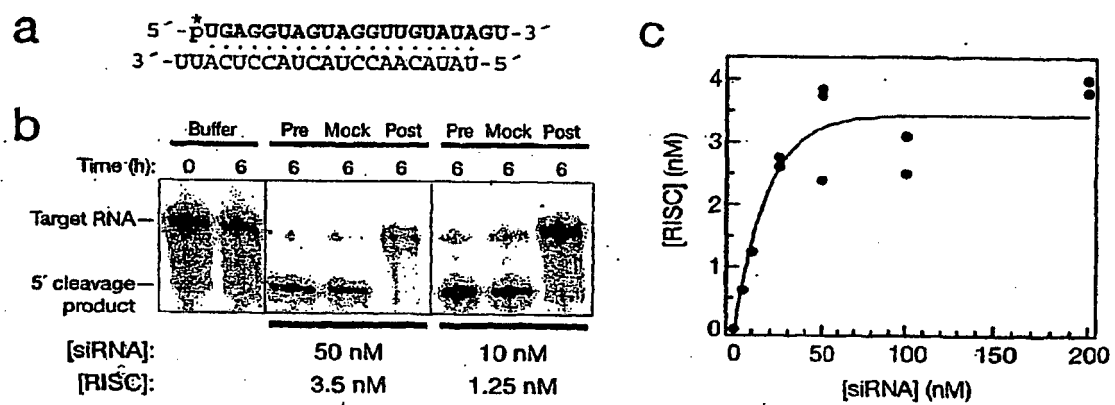 a
*
5´-pUGAGGUAGUAGGUUGUAUAGU-3´
3´-UUACUCCAUCAUCCAACAUAU-5´
b
Buffer Pre Mock Post Pre Mock Post
Time (h): 0 6 6 6 6 6 6 6
Target RNA
5´ cleavage product
[siRNA]: 50 nM 10 nM
[RISC]: 3.5 nM 1.25 nM
c
[RISC] (nM)
4
3
2
1
0
0 50 100 150 200
[siRNA] (nM)